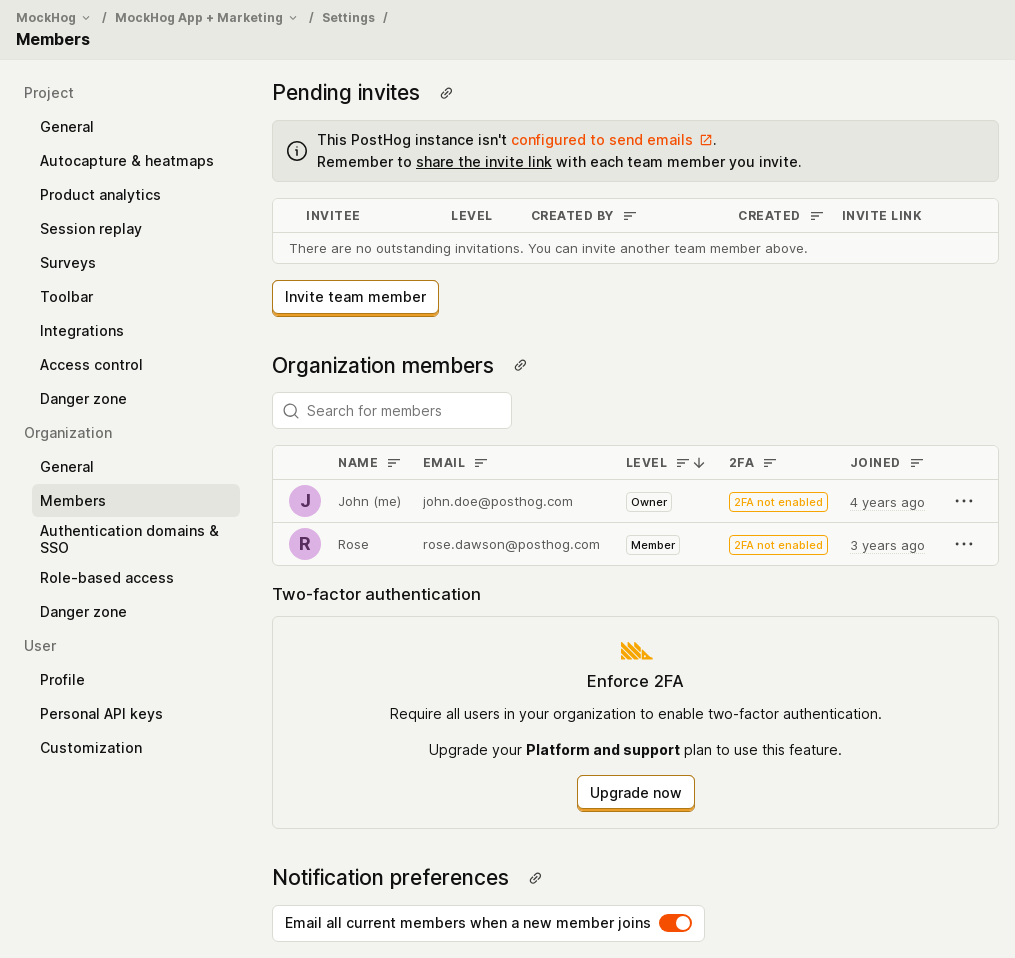 MockHog / MockHog App + Marketing / Settings /
Members
Project
General
Autocapture & heatmaps
Product analytics
Session replay
Surveys
Toolbar
Integrations
Access control
Danger zone
Organization
General
Members
Authentication domains &
SSO
Role-based access
Danger zone
User
Profile
Personal API keys
Customization
Pending invites
This PostHog instance isn't configured to send emails.
Remember to share the invite link with each team member you invite.
INVITEE LEVEL CREATED BY CREATED INVITE LINK
There are no outstanding invitations. You can invite another team member above.
Invite team member
Organization members
Search for members
NAME EMAIL LEVEL 2FA JOINED
J John (me) john.doe@posthog.com Owner 2FA not enabled 4 years ago
R Rose rose.dawson@posthog.com Member 2FA not enabled 3 years ago
Two-factor authentication
Enforce 2FA
Require all users in your organization to enable two-factor authentication.
Upgrade your Platform and support plan to use this feature.
Upgrade now
Notification preferences
Email all current members when a new member joins